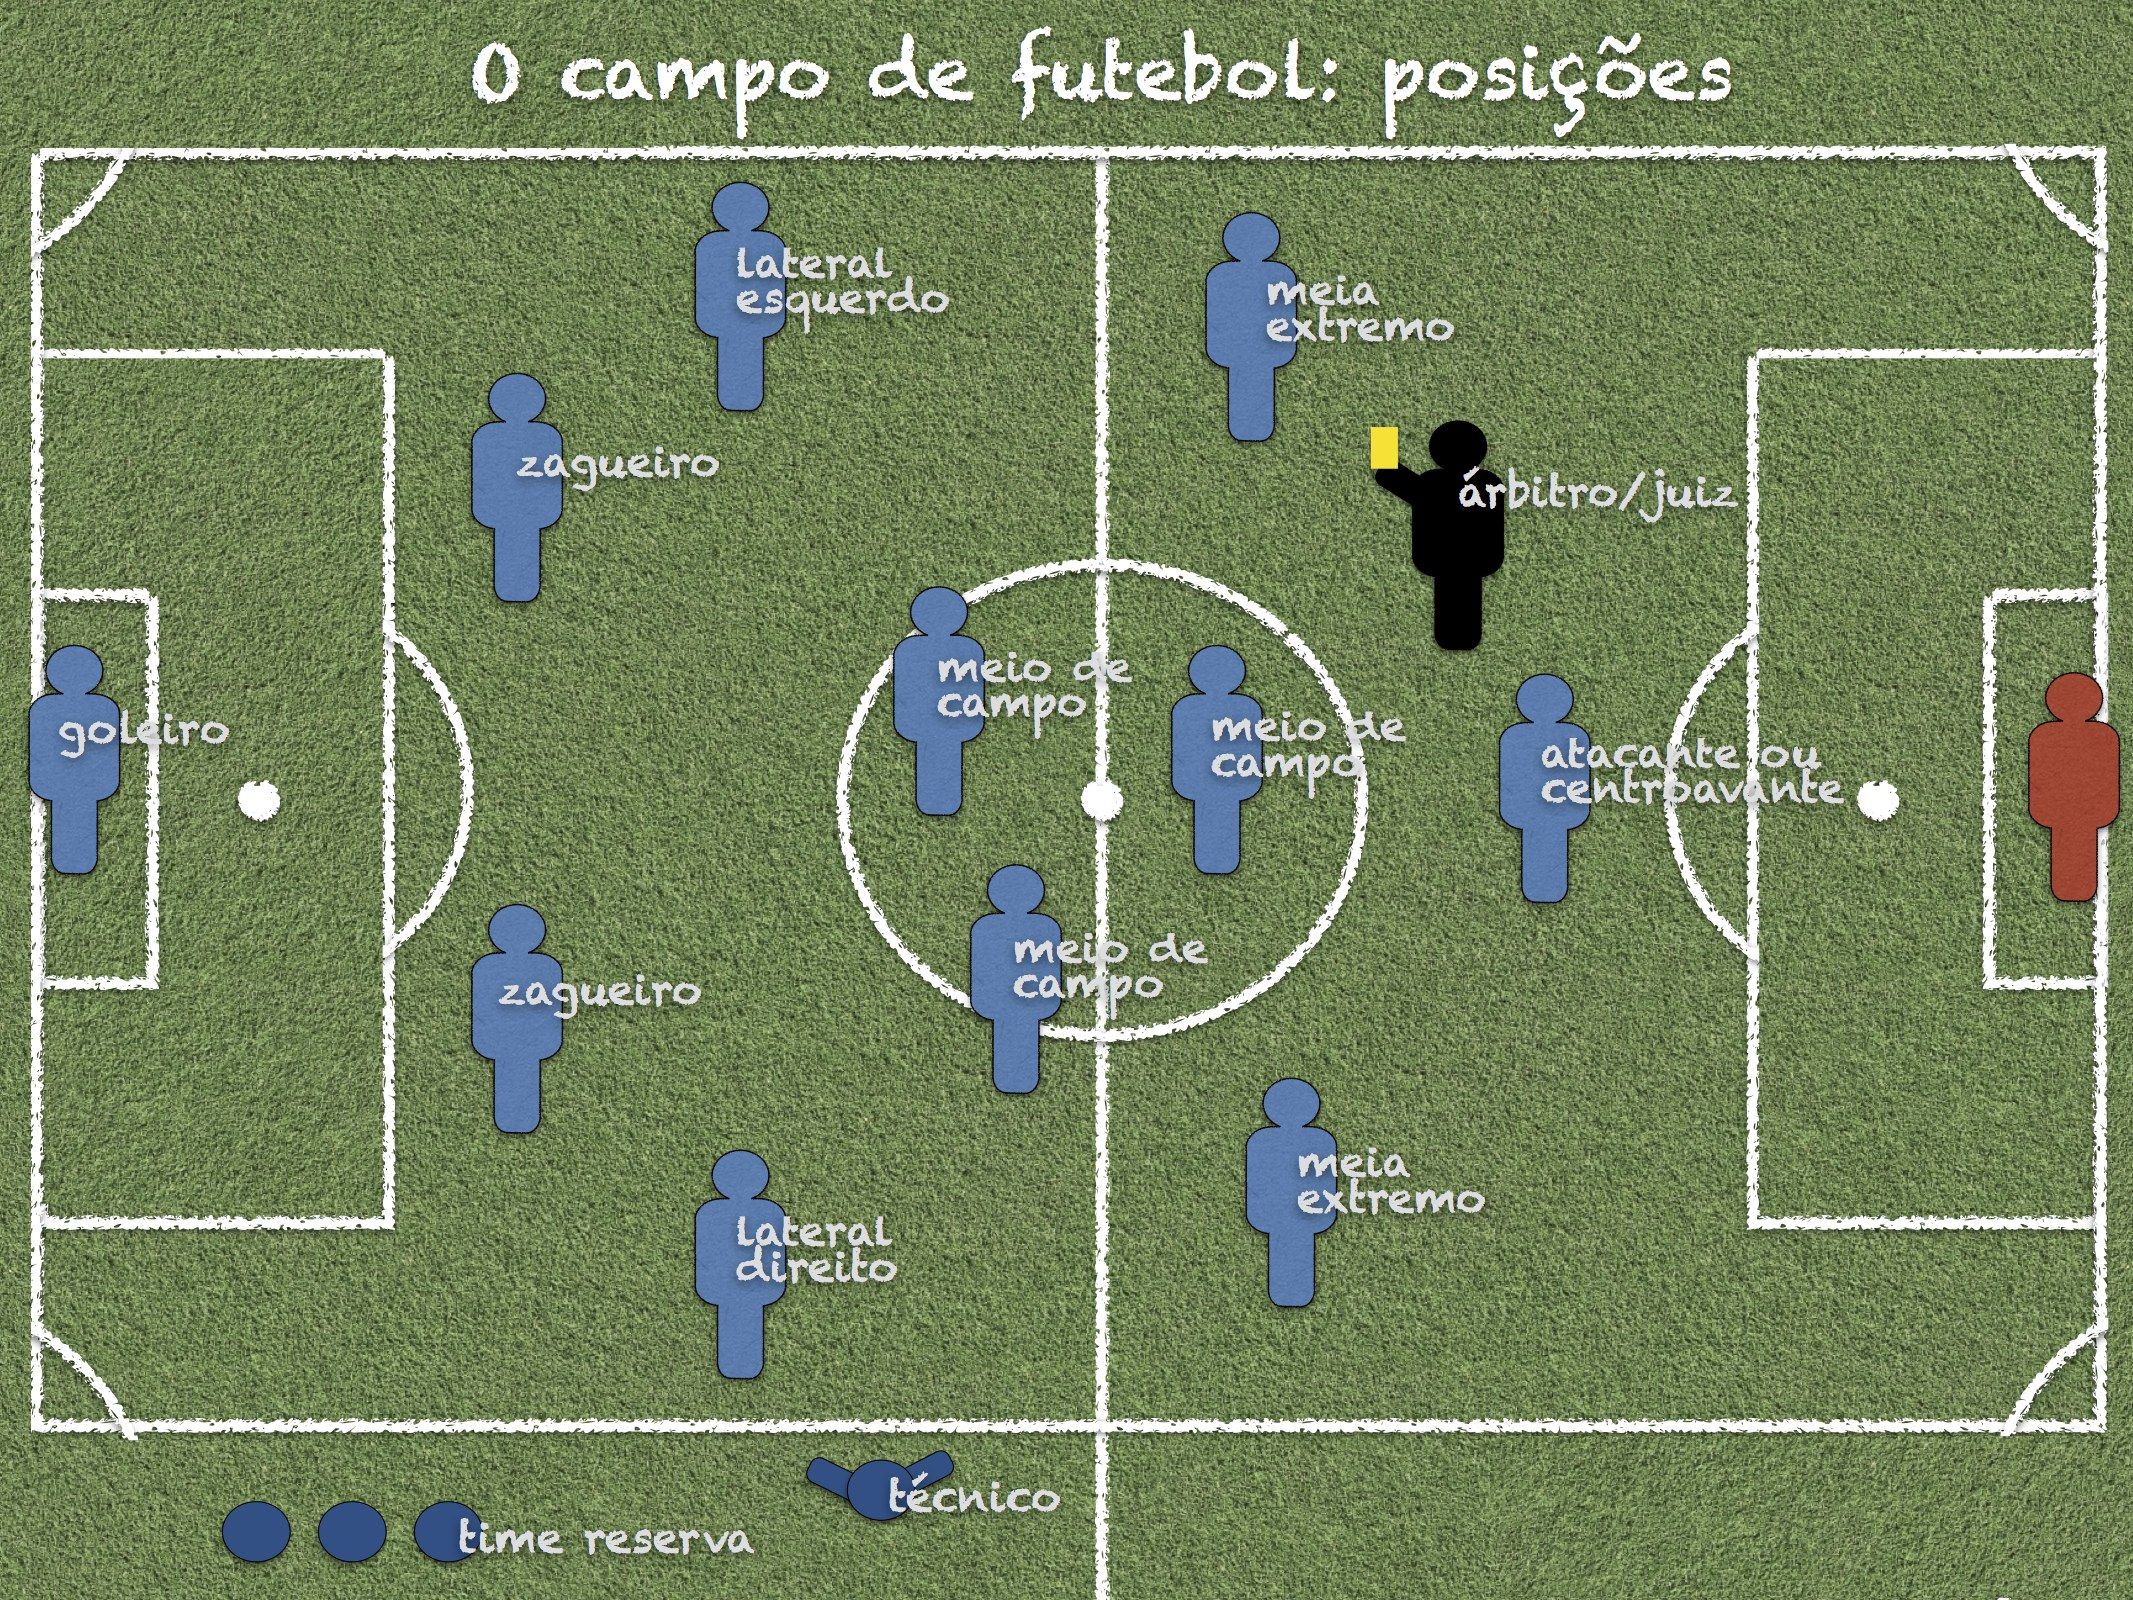 O campo de futebol: posições
lateral
esquerdo
meia
extremo
zagueiro
árbitro/juiz
meio de
campo
goleiro
meio de
campo
atacante ou
centroavante
zagueiro
meio de
campo
meia
extremo
lateral
direito
técnico
time reserva